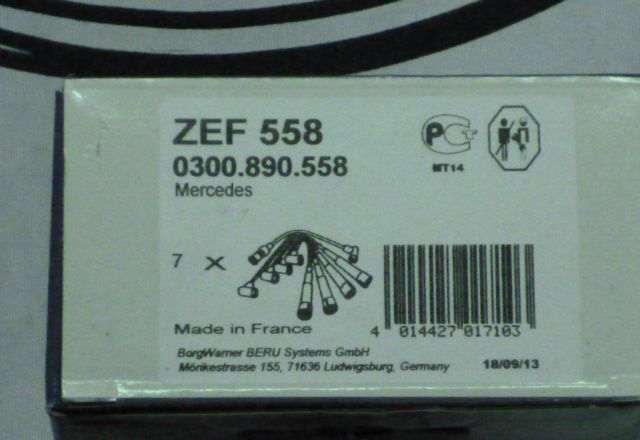 ZEF 558
0300.890.558
Mercedes
MT14
7 x
Made in France
4 014427 017103
BorgWarner BERU Systems GmbH
Mörikestrasse 155, 71636 Ludwigsburg, Germany
18/09/13